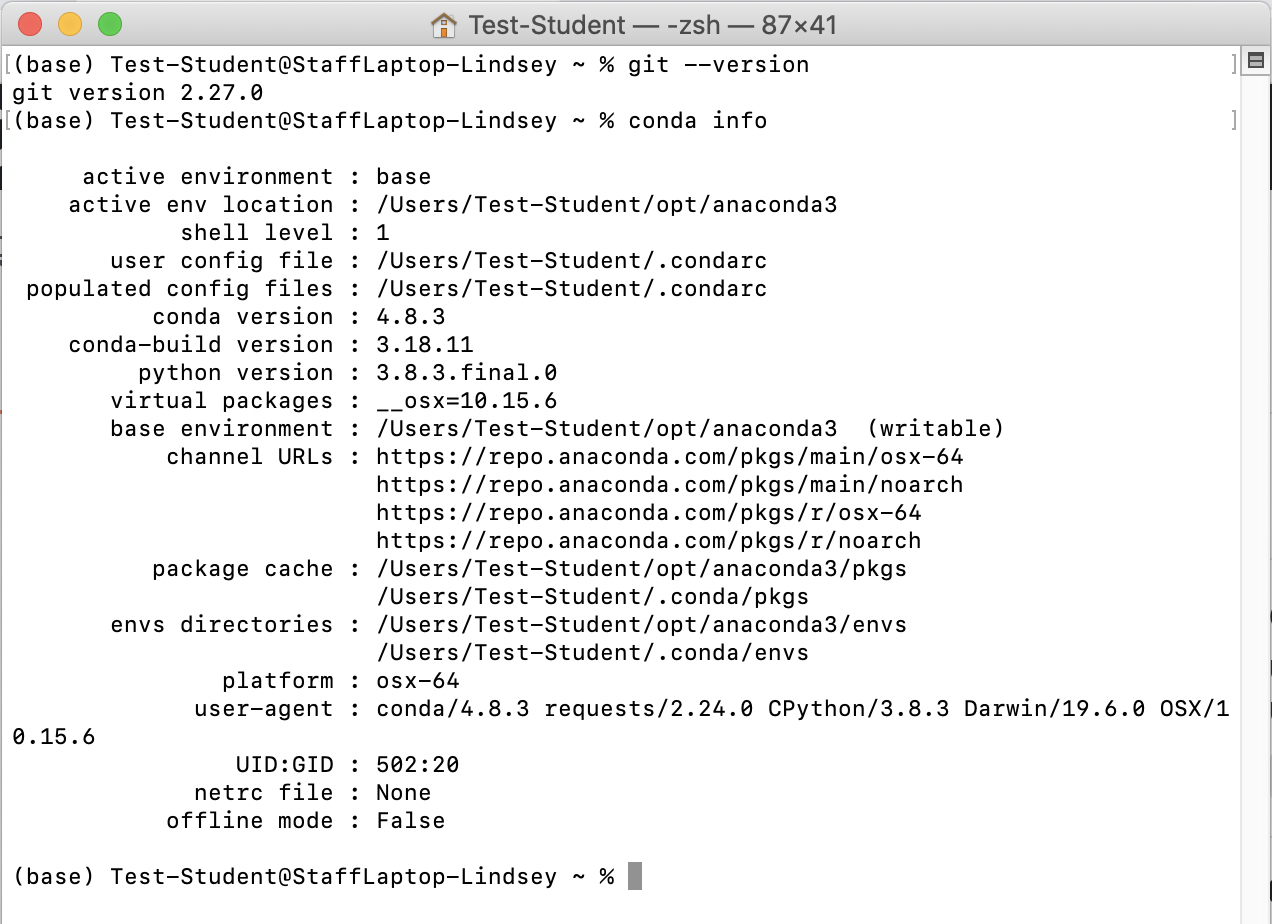 Test-Student — -zsh — 87×41
(base) Test-Student@StaffLaptop-Lindsey ~ % git --version
git version 2.27.0
(base) Test-Student@StaffLaptop-Lindsey ~ % conda info
active environment : base
active env location : /Users/Test-Student/opt/anaconda3
shell level : 1
user config file : /Users/Test-Student/.condarc
populated config files : /Users/Test-Student/.condarc
conda version : 4.8.3
conda-build version : 3.18.11
python version : 3.8.3.final.0
virtual packages : __osx=10.15.6
base environment : /Users/Test-Student/opt/anaconda3  (writable)
channel URLs : https://repo.anaconda.com/pkgs/main/osx-64
https://repo.anaconda.com/pkgs/main/noarch
https://repo.anaconda.com/pkgs/r/osx-64
https://repo.anaconda.com/pkgs/r/noarch
package cache : /Users/Test-Student/opt/anaconda3/pkgs
/Users/Test-Student/.conda/pkgs
envs directories : /Users/Test-Student/opt/anaconda3/envs
/Users/Test-Student/.conda/envs
platform : osx-64
user-agent : conda/4.8.3 requests/2.24.0 CPython/3.8.3 Darwin/19.6.0 OSX/1
0.15.6
UID:GID : 502:20
netrc file : None
offline mode : False
(base) Test-Student@StaffLaptop-Lindsey ~ %